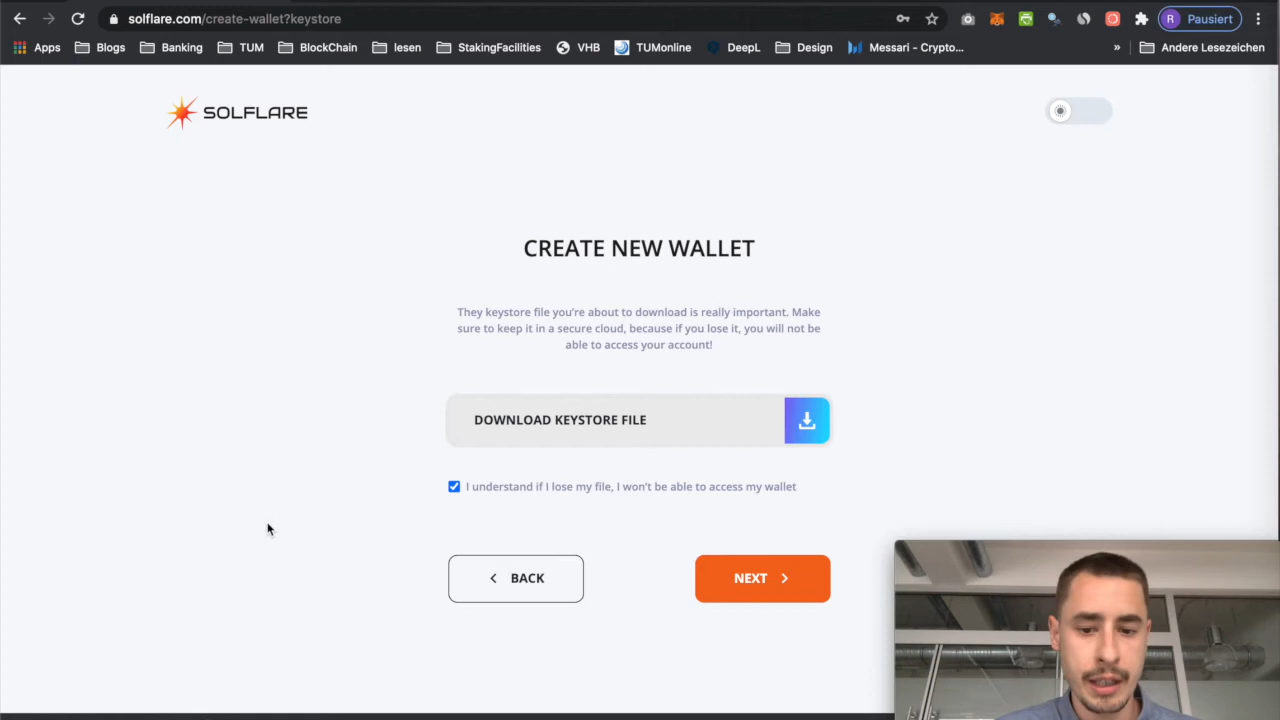 solflare.com/create-wallet?keystore
R Pausiert
Apps Blogs Banking TUM BlockChain lesen StakingFacilities VHB TUMonline DeepL Design Messari - Crypto... » Andere Lesezeichen
SOLFLARE
CREATE NEW WALLET
They keystore file you're about to download is really important. Make
sure to keep it in a secure cloud, because if you lose it, you will not be
able to access your account!
DOWNLOAD KEYSTORE FILE
I understand if I lose my file, I won't be able to access my wallet
BACK
NEXT